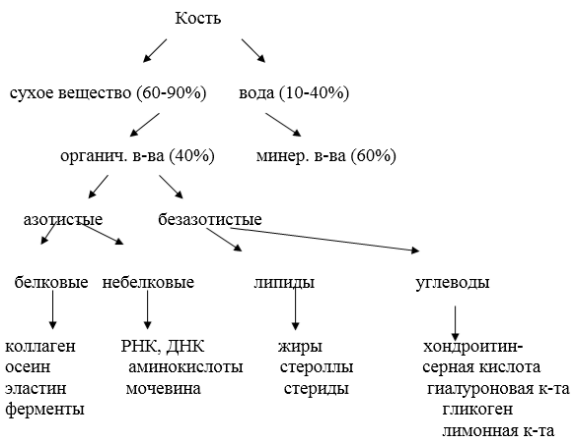 Кость
сухое вещество (60-90%) вода (10-40%)
органич. в-ва (40%) минер. в-ва (60%)
азотистые безазотистые
белковые небелковые липиды углеводы
коллаген РНК, ДНК жиры хондроитин-
осеин аминокислоты стероллы серная кислота
эластин мочевина стериды гиалуроновая к-та
ферменты гликоген
лимонная к-та